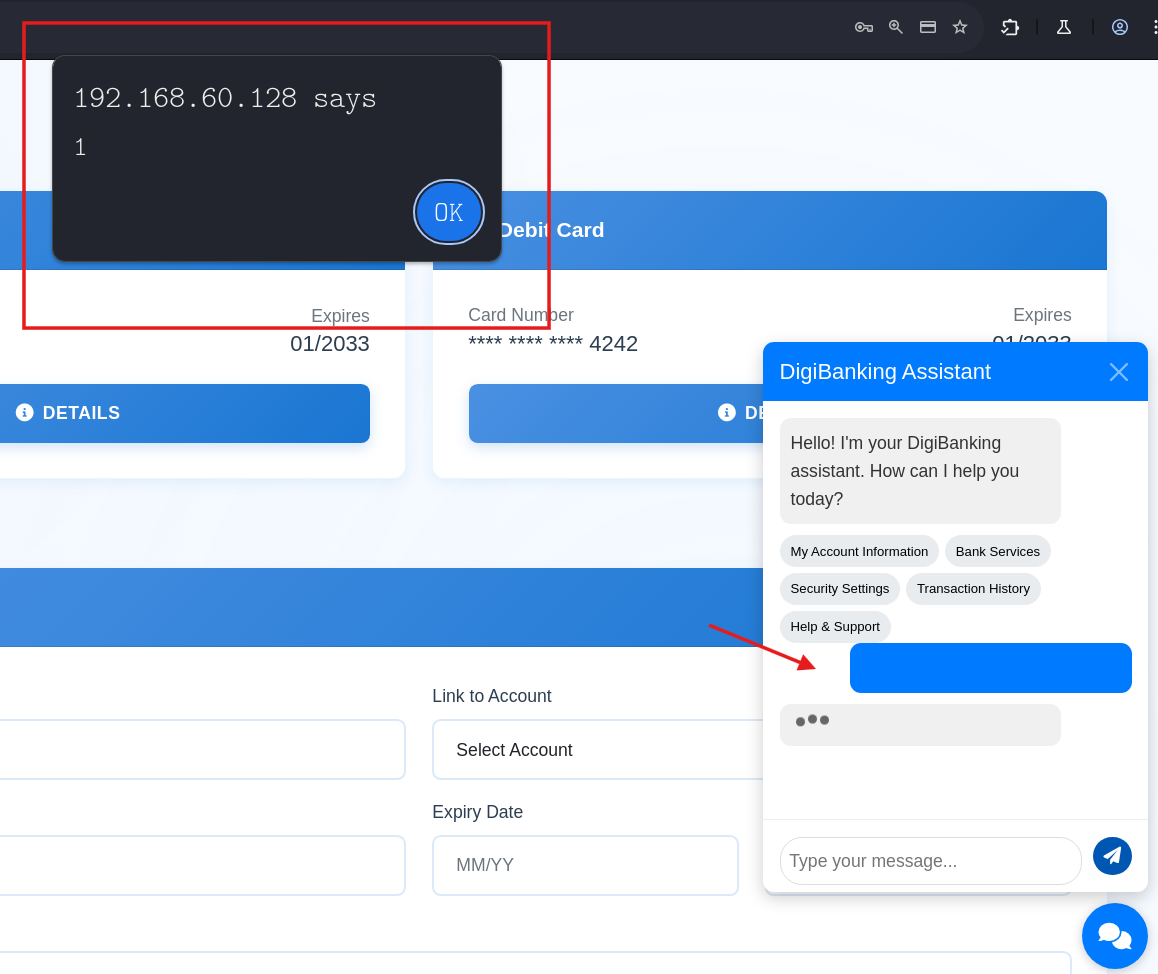 192.168.60.128 says
1
OK
Debit Card
Expires
01/2033
DETAILS
Card Number
**** **** **** 4242
Expires
01/2033
DigiBanking Assistant
Hello! I'm your DigiBanking
assistant. How can I help you
today?
My Account Information
Bank Services
Security Settings
Transaction History
Help & Support
Link to Account
Select Account
Expiry Date
MM/YY
Type your message...